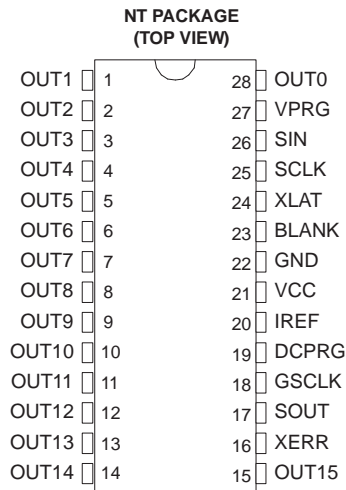 NT PACKAGE
(TOP VIEW)
OUT1 1 28 OUT0
OUT2 2 27 VPRG
OUT3 3 26 SIN
OUT4 4 25 SCLK
OUT5 5 24 XLAT
OUT6 6 23 BLANK
OUT7 7 22 GND
OUT8 8 21 VCC
OUT9 9 20 IREF
OUT10 10 19 DCPRG
OUT11 11 18 GSCLK
OUT12 12 17 SOUT
OUT13 13 16 XERR
OUT14 14 15 OUT15